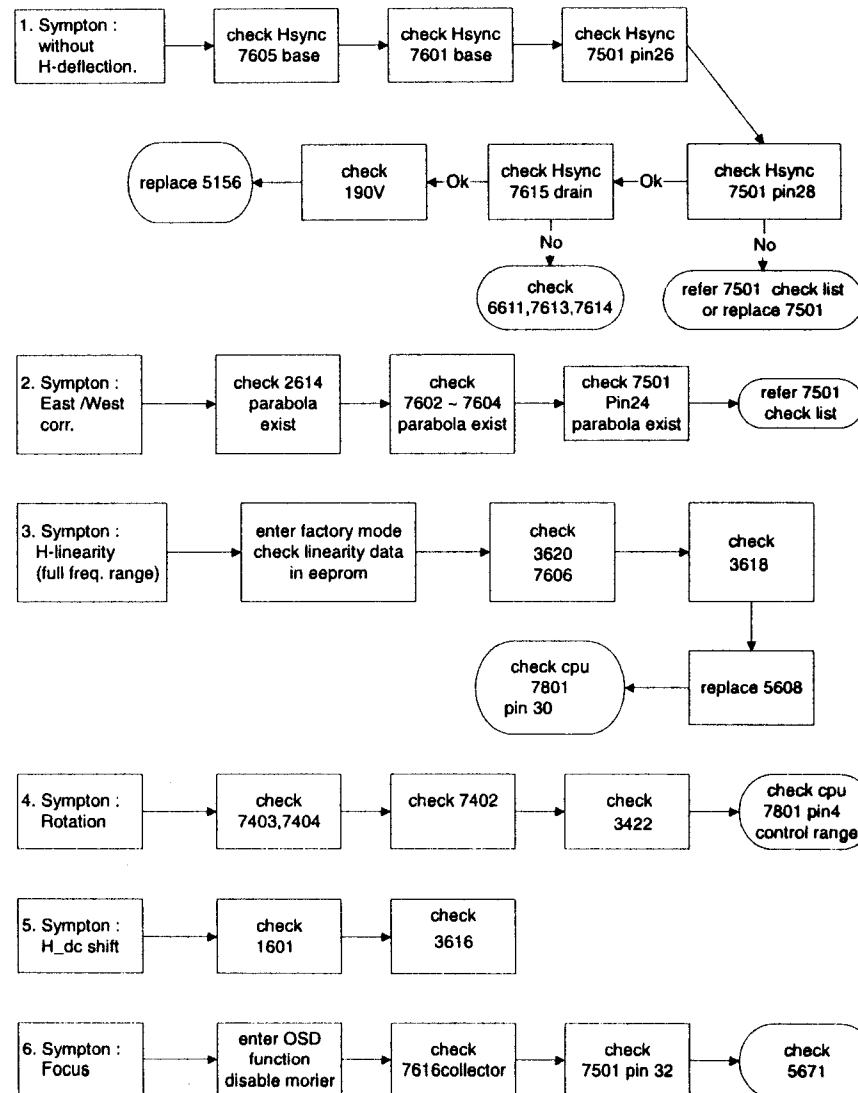 1. Sympton :
without
H-deflection.
check Hsync
7605 base
check Hsync
7601 base
check Hsync
7501 pin26
check Hsync
7501 pin28
Ok
check Hsync
7615 drain
Ok
check
190V
replace 5156
No
check
6611,7613,7614
No
refer 7501 check list
or replace 7501
2. Sympton :
East /West
corr.
check 2614
parabola
exist
check
7602 ~ 7604
parabola exist
check 7501
Pin24
parabola exist
refer 7501
check list
3. Sympton :
H-linearity
(full freq. range)
enter factory mode
check linearity data
in eeprom
check
3620
7606
check
3618
replace 5608
check cpu
7801
pin 30
4. Sympton :
Rotation
check
7403,7404
check 7402
check
3422
check cpu
7801 pin4
control range
5. Sympton :
H_dc shift
check
1601
check
3616
6. Sympton :
Focus
enter OSD
function
disable morier
check
7616collector
check
7501 pin 32
check
5671